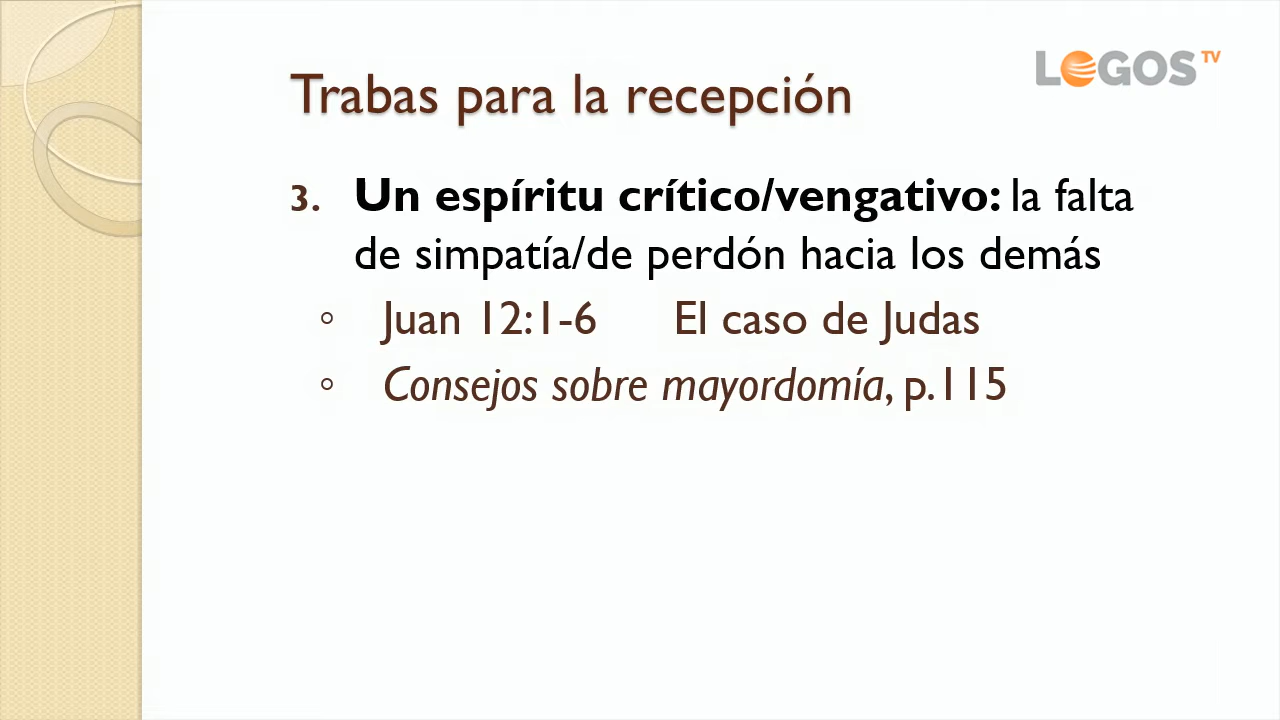 LOGOS TV
Trabas para la recepción
3. Un espíritu crítico/vengativo: la falta
de simpatía/de perdón hacia los demás
◦ Juan 12:1-6 El caso de Judas
◦ Consejos sobre mayordomía, p.115